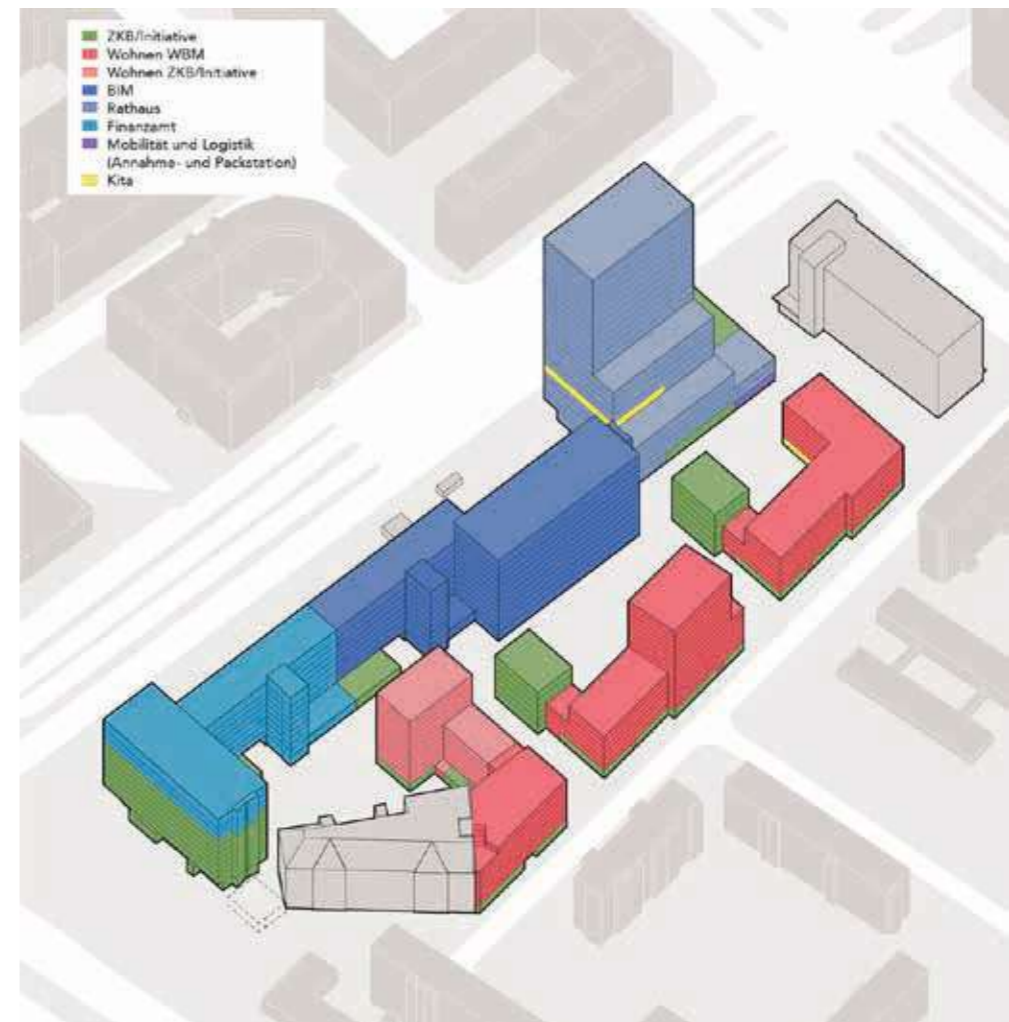 ZKB/Initiative
Wohnen WBM
Wohnen ZKB/Initiative
BIM
Rathaus
Finanzamt
Mobilität und Logistik
(Annahme- und Packstation)
Kita